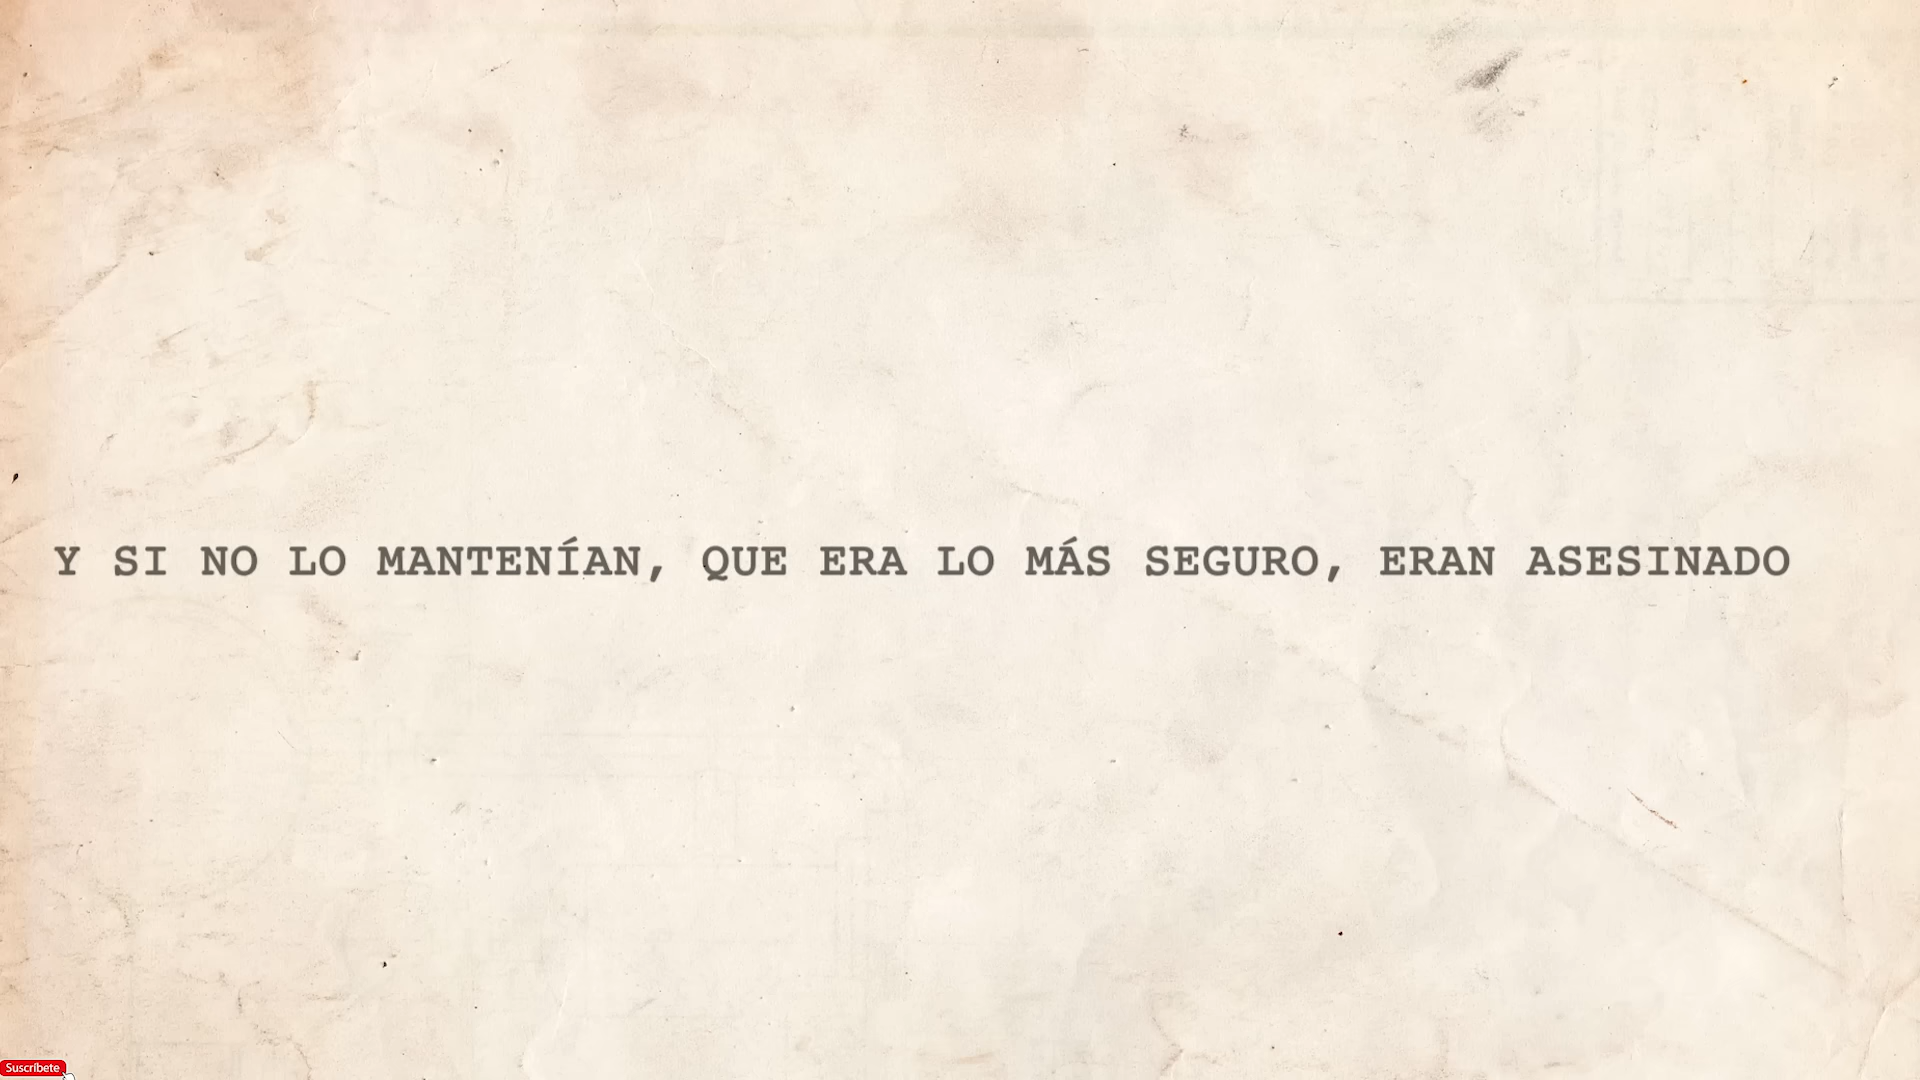 Y SI NO LO MANTENÍAN, QUE ERA LO MÁS SEGURO, ERAN ASESINADO
Suscríbete